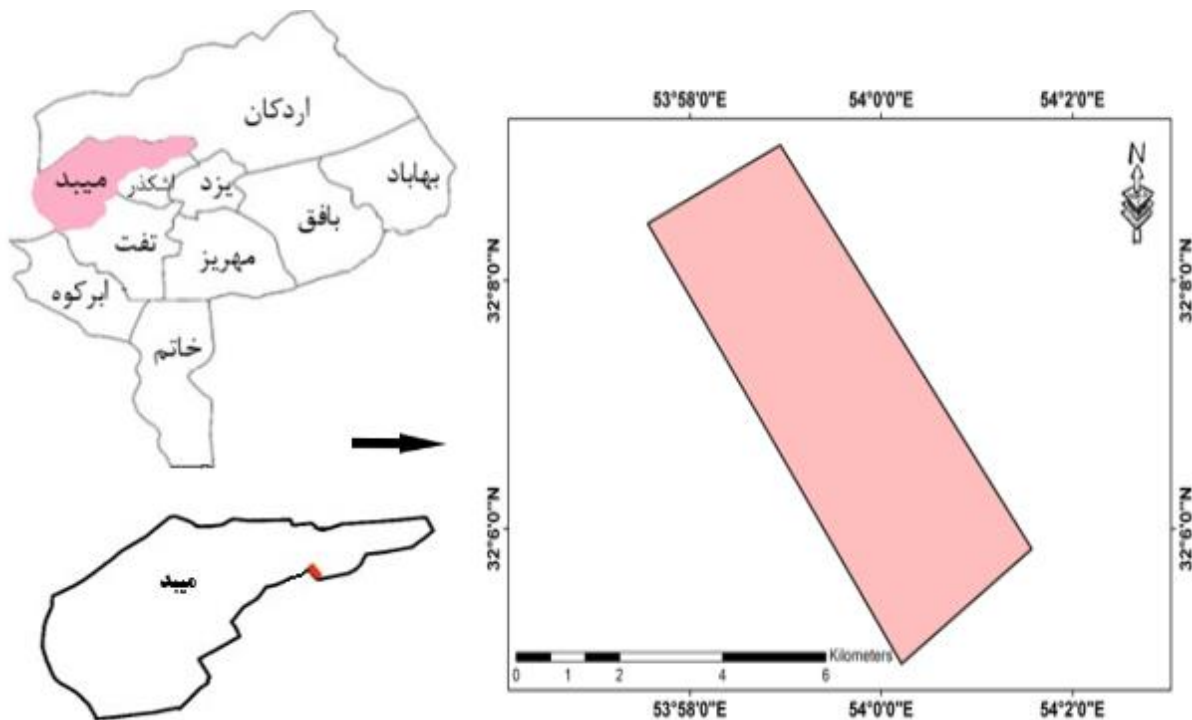 اردکان
میبد
اشکذر
یزد
بافق
بهاباد
تفت
مهریز
ابرکوه
خاتم
میبد
53°58'0"E 54°0'0"E 54°2'0"E
N
32°8'0"N
32°8'0"N
32°6'0"N
32°6'0"N
Kilometers
0 1 2 4 6
53°58'0"E 54°0'0"E 54°2'0"E